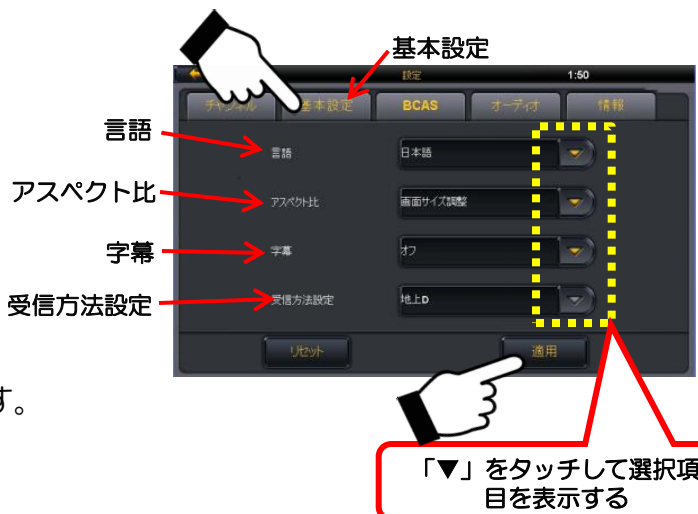 基本設定
設定 1:50
チャンネル 基本設定 BCAS オーディオ 情報
言語
言語 日本語
アスペクト比
アスペクト比 画面サイズ調整
字幕
字幕 オフ
受信方法設定
受信方法設定 地上D
リセット 適用
す。
「▼」をタッチして選択項
目を表示する